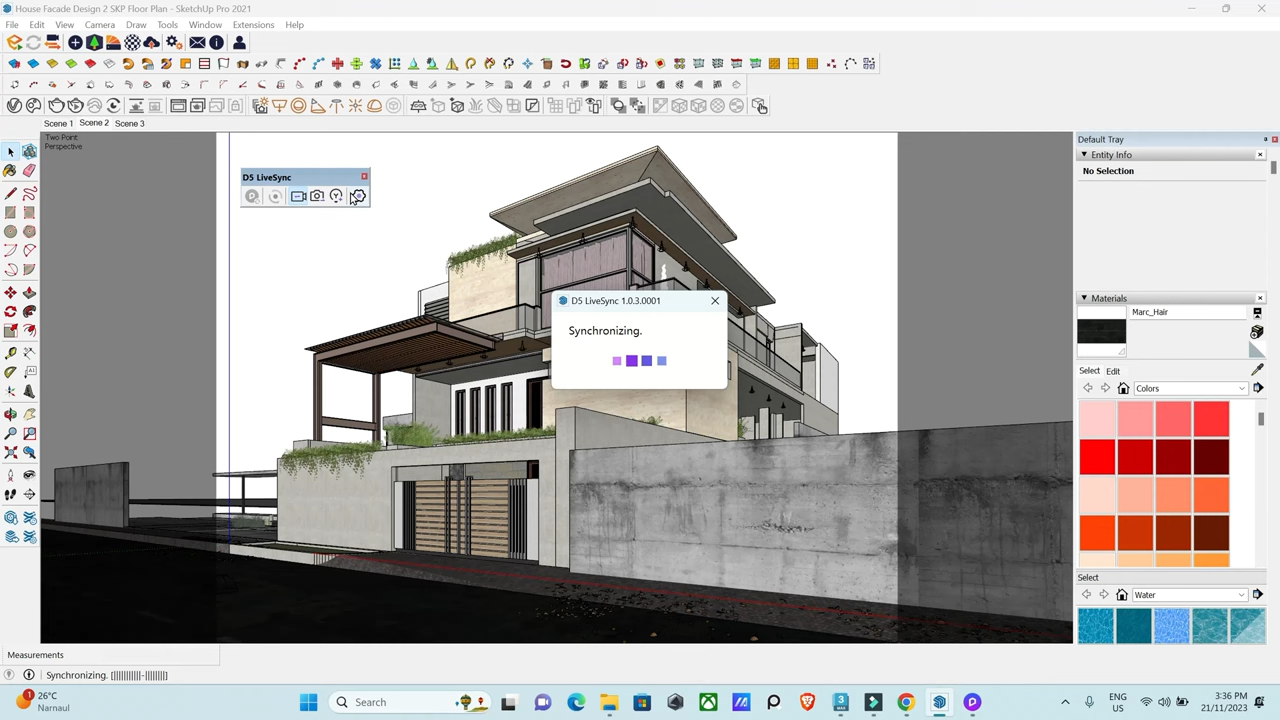 House Facade Design 2 SKP Floor Plan - SketchUp Pro 2021
File Edit View Camera Draw Tools Window Extensions Help
Scene 1 Scene 2 Scene 3
Two Point
Perspective
Default Tray
Entity Info
No Selection
D5 LiveSync
D5 LiveSync 1.0.3.0001
Synchronizing.
Materials
Marc_Hair
Select Edit
Colors
Select
Water
Measurements
Synchronizing. [||||||||||||-||||||||]
1
26°C
Narnaul
Search
ENG
US
3:36 PM
21/11/2023